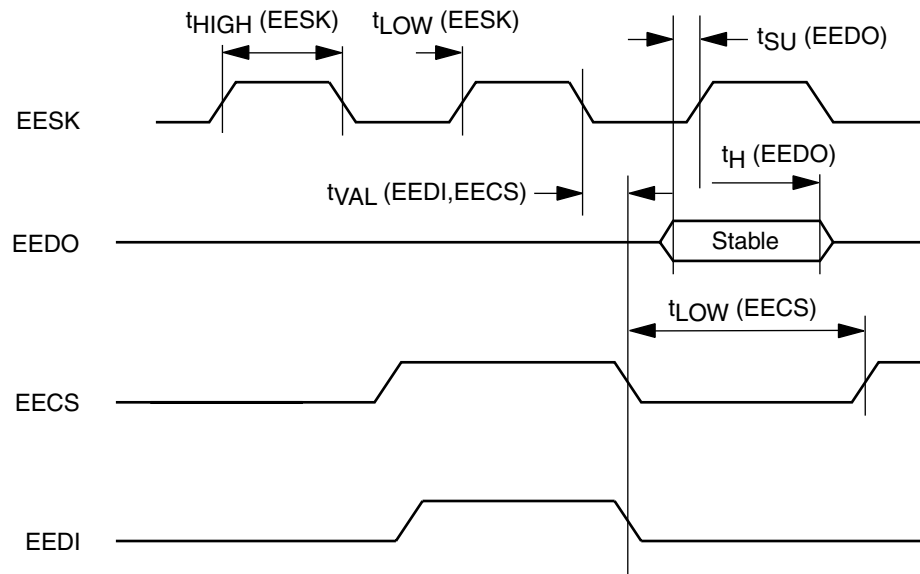 tHIGH (EESK)
tLOW (EESK)
tSU (EEDO)
EESK
tH (EEDO)
tVAL (EEDI,EECS)
EEDO
Stable
tLOW (EECS)
EECS
EEDI